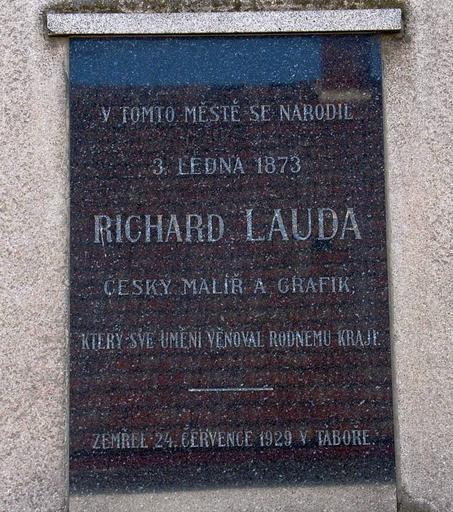 V TOMTO MĚSTĚ SE NARODIL
3. LEDNA 1873
RICHARD LAUDA
ČESKÝ MALÍŘ A GRAFIK,
KTERÝ SVÉ UMĚNÍ VĚNOVAL RODNÉMU KRAJI.
ZEMŘEL 24. ČERVENCE 1929 V TÁBOŘE.